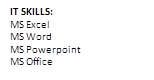 IT SKILLS:
MS Excel
MS Word
MS Powerpoint
MS Office